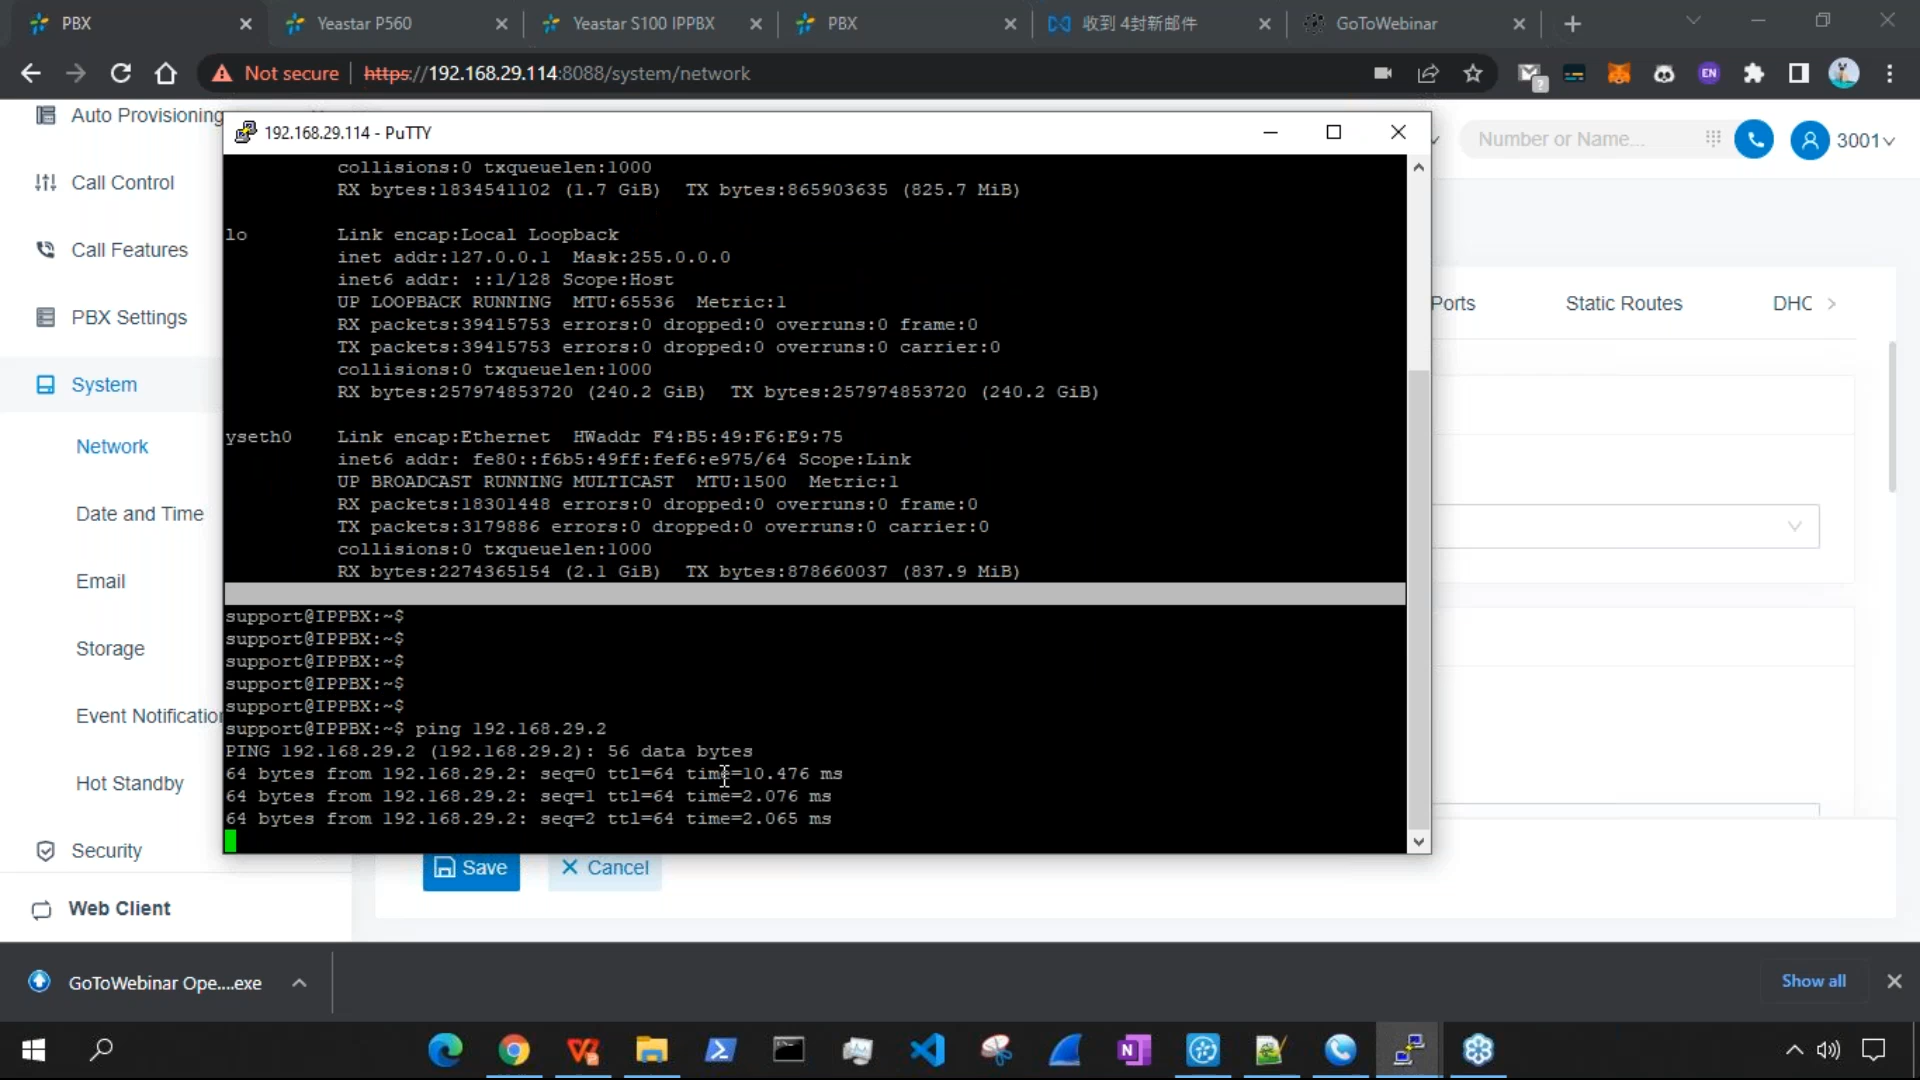 PBX
Yeastar P560
Yeastar S100 IPPBX
PBX
收到 4封新邮件
GoToWebinar
Not secure
https://192.168.29.114:8088/system/network
EN
?
Auto Provisioning
192.168.29.114 - PuTTY
Number or Name...
3001
Call Control
Call Features
PBX Settings
System
Network
Date and Time
Email
Storage
Event Notification
Hot Standby
Security
Web Client
collisions:0 txqueuelen:1000
RX bytes:1834541102 (1.7 GiB)  TX bytes:865903635 (825.7 MiB)
lo Link encap:Local Loopback
inet addr:127.0.0.1  Mask:255.0.0.0
inet6 addr: ::1/128 Scope:Host
UP LOOPBACK RUNNING  MTU:65536  Metric:1
RX packets:39415753 errors:0 dropped:0 overruns:0 frame:0
TX packets:39415753 errors:0 dropped:0 overruns:0 carrier:0
collisions:0 txqueuelen:1000
RX bytes:257974853720 (240.2 GiB)  TX bytes:257974853720 (240.2 GiB)
yseth0 Link encap:Ethernet  HWaddr F4:B5:49:F6:E9:75
inet6 addr: fe80::f6b5:49ff:fef6:e975/64 Scope:Link
UP BROADCAST RUNNING MULTICAST  MTU:1500  Metric:1
RX packets:18301448 errors:0 dropped:0 overruns:0 frame:0
TX packets:3179886 errors:0 dropped:0 overruns:0 carrier:0
collisions:0 txqueuelen:1000
RX bytes:2274365154 (2.1 GiB)  TX bytes:878660037 (837.9 MiB)
support@IPPBX:~$
support@IPPBX:~$
support@IPPBX:~$
support@IPPBX:~$
support@IPPBX:~$
support@IPPBX:~$ ping 192.168.29.2
PING 192.168.29.2 (192.168.29.2): 56 data bytes
64 bytes from 192.168.29.2: seq=0 ttl=64 time=10.476 ms
64 bytes from 192.168.29.2: seq=1 ttl=64 time=2.076 ms
64 bytes from 192.168.29.2: seq=2 ttl=64 time=2.065 ms
Ports
Static Routes
DHC
Save
Cancel
GoToWebinar Ope....exe
Show all